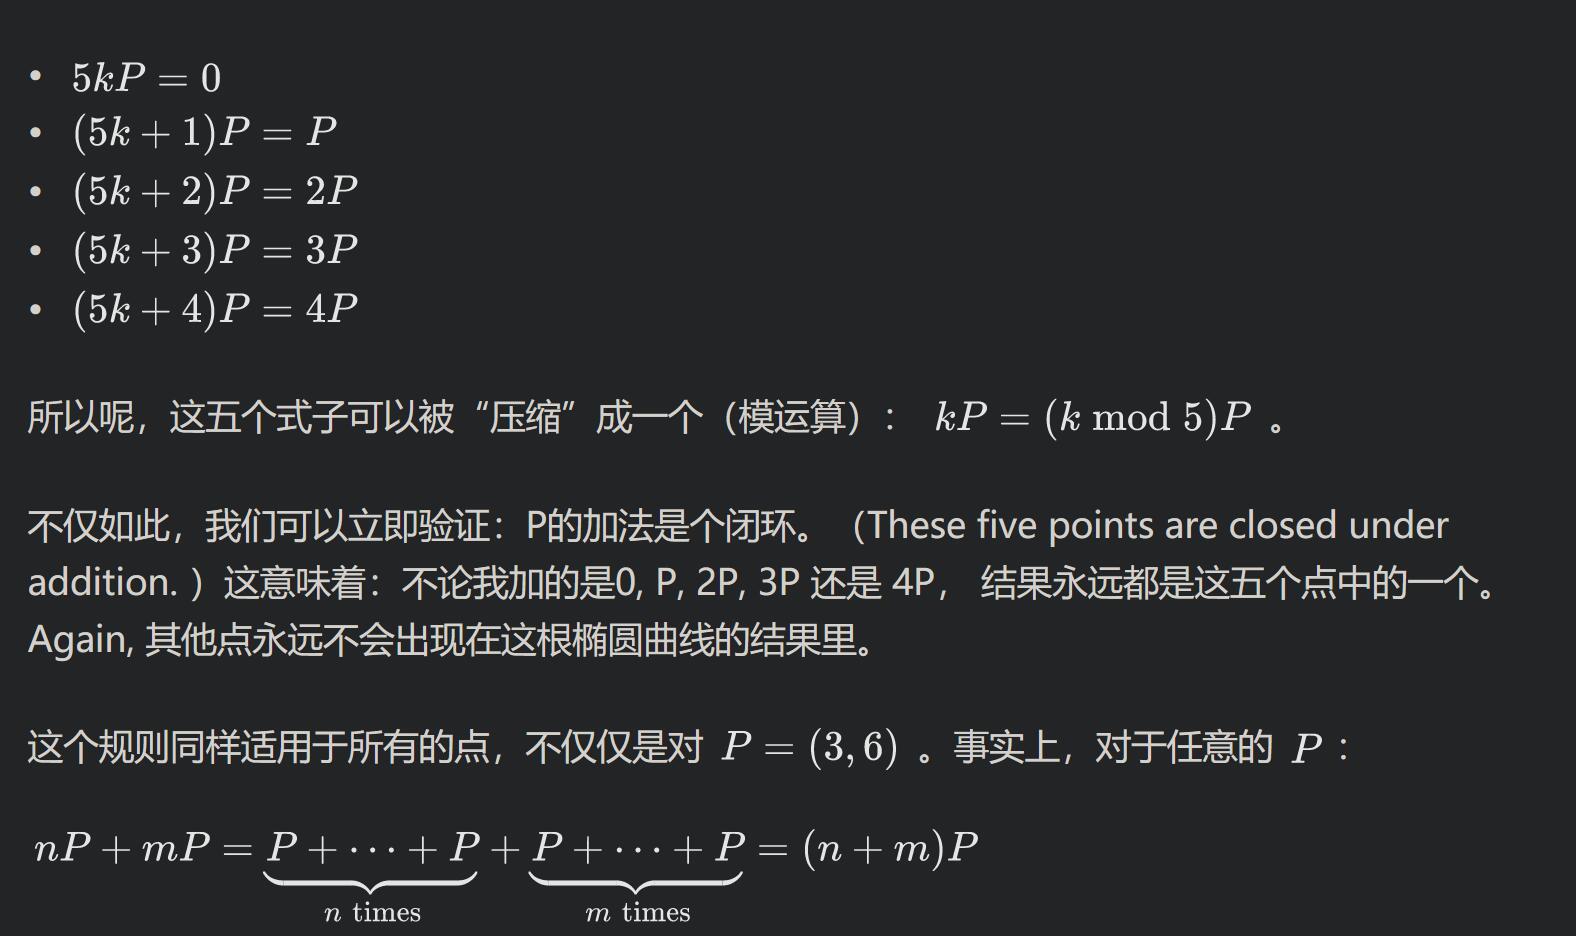 • 5kP = 0
• (5k + 1)P = P
• (5k + 2)P = 2P
• (5k + 3)P = 3P
• (5k + 4)P = 4P
所以呢，这五个式子可以被“压缩”成一个（模运算）： kP = (k mod 5)P 。
不仅如此，我们可以立即验证：P的加法是个闭环。（These five points are closed under
addition. ）这意味着：不论我加的是0, P, 2P, 3P 还是 4P， 结果永远都是这五个点中的一个。
Again, 其他点永远不会出现在这根椭圆曲线的结果里。
这个规则同样适用于所有的点，不仅仅是对 P = (3, 6) 。事实上，对于任意的 P ：
nP + mP = P + ··· + P + P + ··· + P = (n + m)P
n times m times